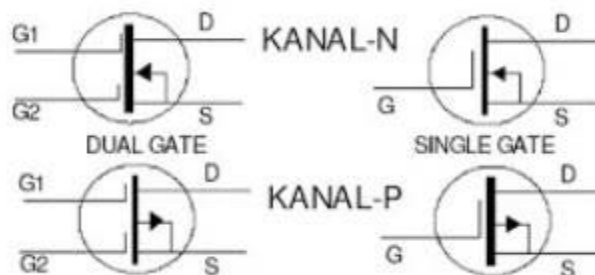 G1 D KANAL-N D
G2 S G S
DUAL GATE SINGLE GATE
G1 D KANAL-P D
G2 S G S